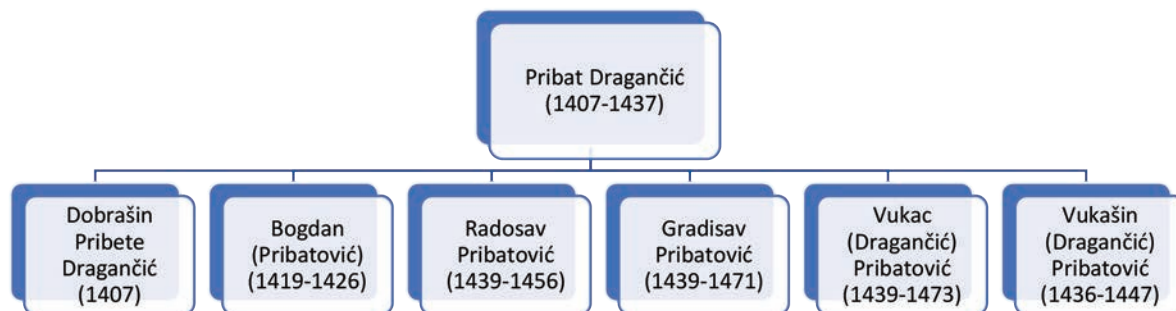 Pribat Dragančić
(1407-1437)
Dobrašin
Pribete
Dragančić
(1407)
Bogdan
(Pribatović)
(1419-1426)
Radosav
Pribatović
(1439-1456)
Gradisav
Pribatović
(1439-1471)
Vukac
(Dragančić)
Pribatović
(1439-1473)
Vukašin
(Dragančić)
Pribatović
(1436-1447)